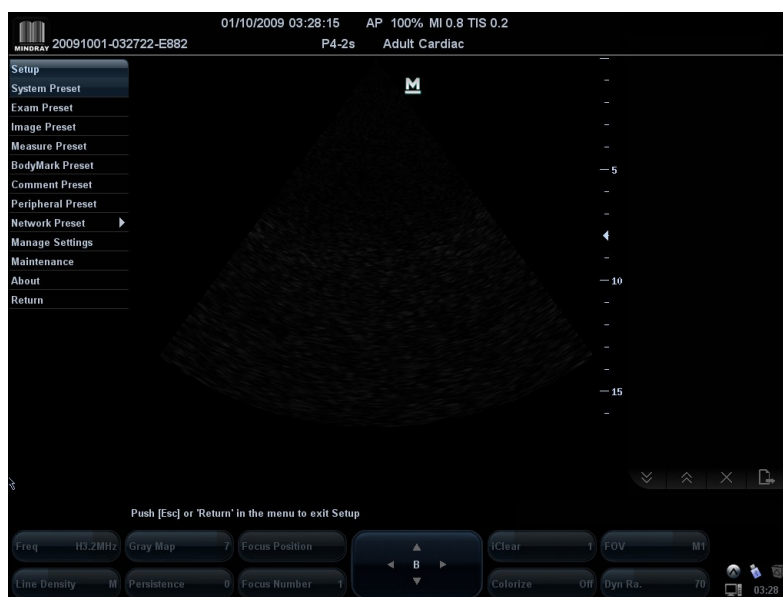 01/10/2009 03:28:15 AP 100% MI 0.8 TIS 0.2
MINDRAY 20091001-032722-E882 P4-2s Adult Cardiac
Setup
System Preset
Exam Preset
Image Preset
Measure Preset
BodyMark Preset
Comment Preset
Peripheral Preset
Network Preset
Manage Settings
Maintenance
About
Return
M
5
10
15
Push [Esc] or 'Return' in the menu to exit Setup
Freq H3.2MHz Gray Map 7 Focus Position B iClear 1 FOV M1
Line Density M Persistence 0 Focus Number 1 Colorize Off Dyn Ra. 70
03:28